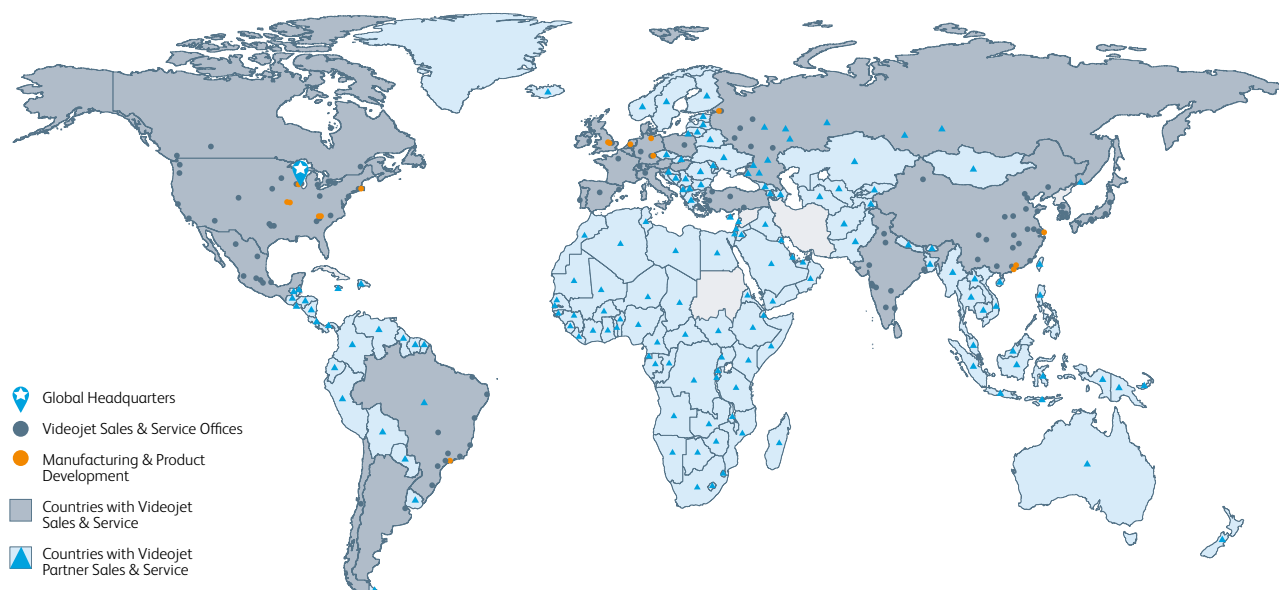 Global Headquarters
Videojet Sales & Service Offices
Manufacturing & Product
Development
Countries with Videojet
Sales & Service
Countries with Videojet
Partner Sales & Service